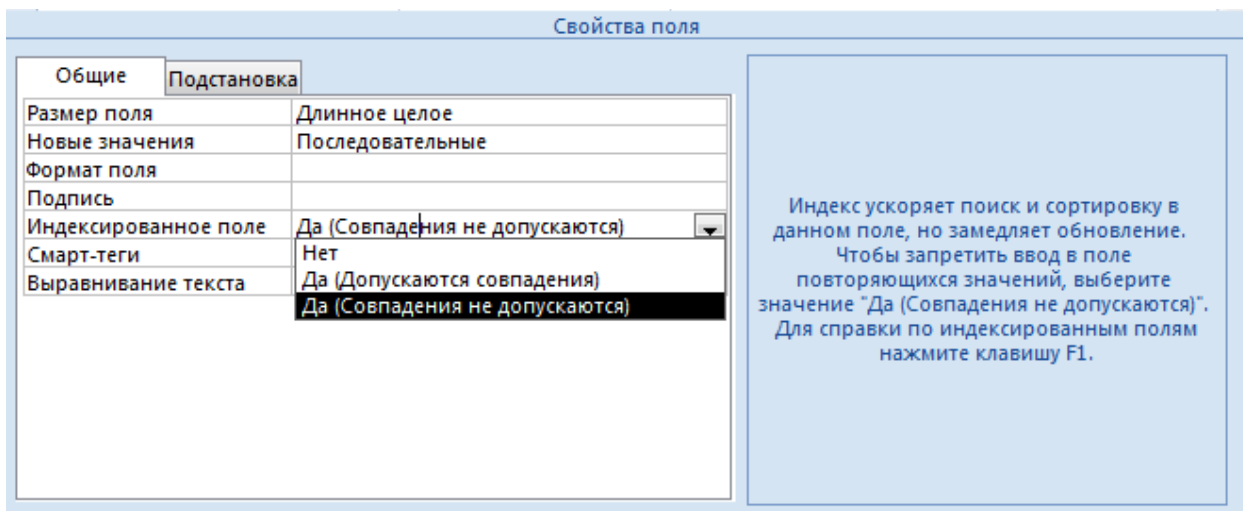 Свойства поля
Общие
Подстановка
Размер поля Длинное целое
Новые значения Последовательные
Формат поля
Подпись
Индексированное поле Да (Совпадения не допускаются)
Смарт-теги Нет
Выравнивание текста Да (Допускаются совпадения)
Да (Совпадения не допускаются)
Индекс ускоряет поиск и сортировку в
данном поле, но замедляет обновление.
Чтобы запретить ввод в поле
повторяющихся значений, выберите
значение "Да (Совпадения не допускаются)".
Для справки по индексированным полям
нажмите клавишу F1.